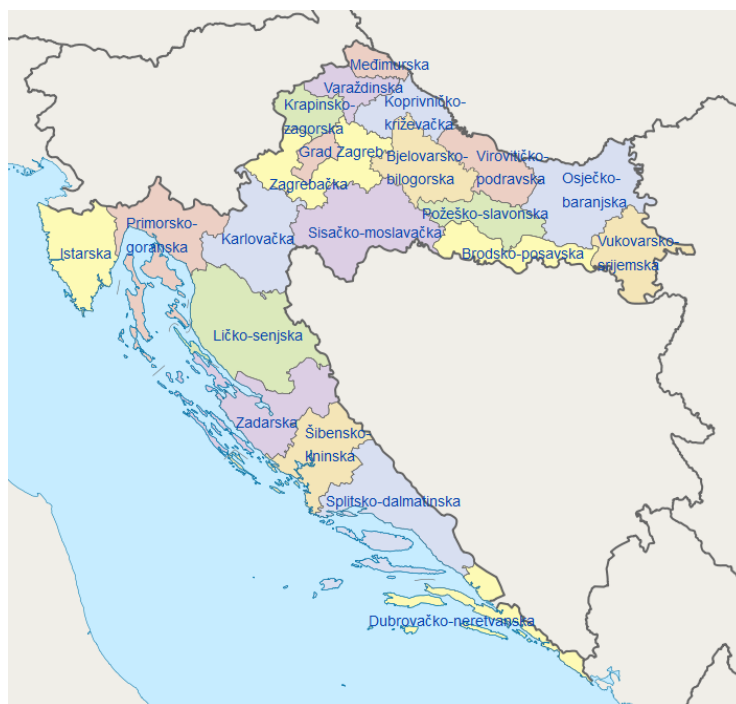 Međimurska
Varaždinska
Krapinsko-
zagorska
Koprivničko-
križevačka
Grad Zagreb
Zagrebačka
Bjelovarsko-
bilogorska
Virovitičko-
podravska
Osječko-
baranjska
Požeško-slavonska
Vukovarsko-
srijemska
Brodsko-posavska
Sisačko-moslavačka
Karlovačka
Primorsko-
goranska
Istarska
Ličko-senjska
Zadarska
Šibensko-
kninska
Splitsko-dalmatinska
Dubrovačko-neretvanska